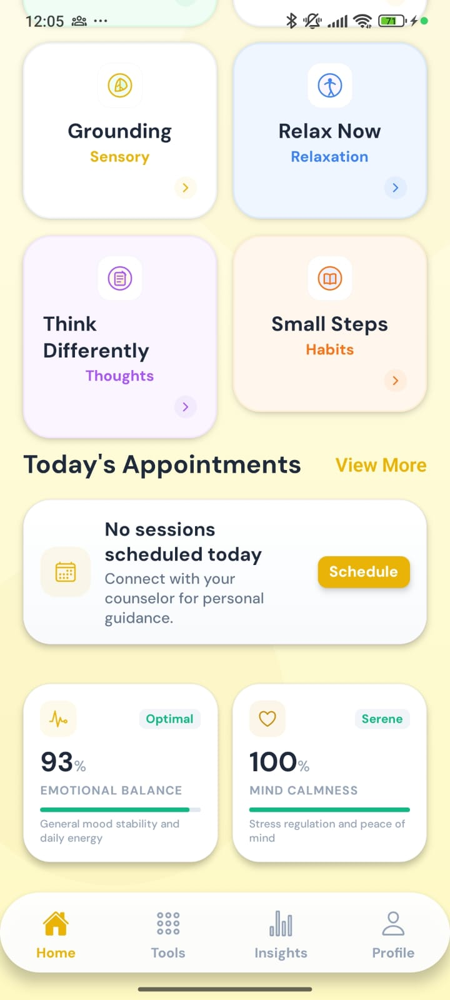 12:05
71
Grounding
Sensory
Relax Now
Relaxation
Think
Differently
Thoughts
Small Steps
Habits
Today's Appointments
View More
No sessions
scheduled today
Connect with your
counselor for personal
guidance.
Schedule
Optimal
93%
EMOTIONAL BALANCE
General mood stability and
daily energy
Serene
100%
MIND CALMNESS
Stress regulation and peace of
mind
Home
Tools
Insights
Profile